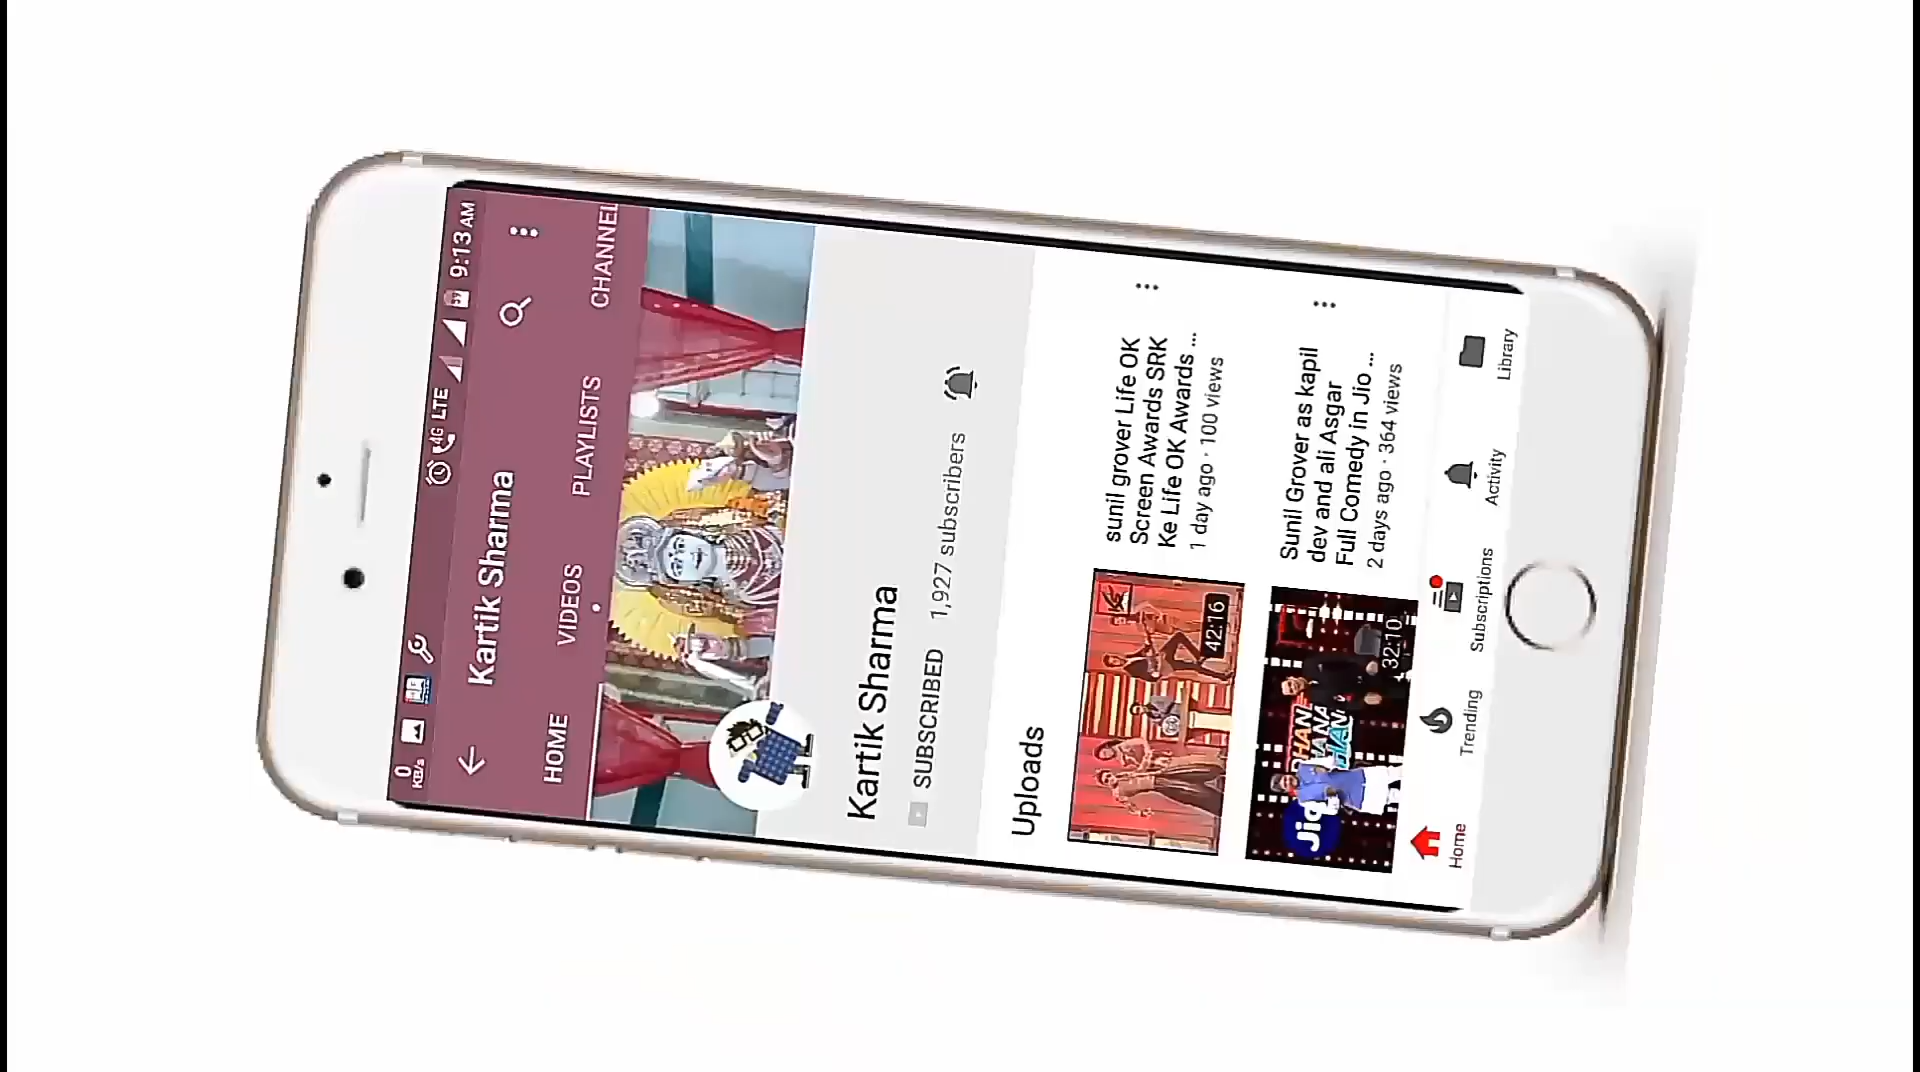 0
KB/s
4G LTE
9:13 AM
Kartik Sharma
HOME VIDEOS PLAYLISTS CHANNEL
Kartik Sharma
SUBSCRIBED 1,927 subscribers
Uploads
42:16
sunil grover Life OK
Screen Awards SRK
Ke Life OK Awards ...
1 day ago · 100 views
Jio
DHAN
32:10
Sunil Grover as kapil
dev and ali Asgar
Full Comedy in Jio ...
2 days ago · 364 views
Home Trending Subscriptions Activity Library